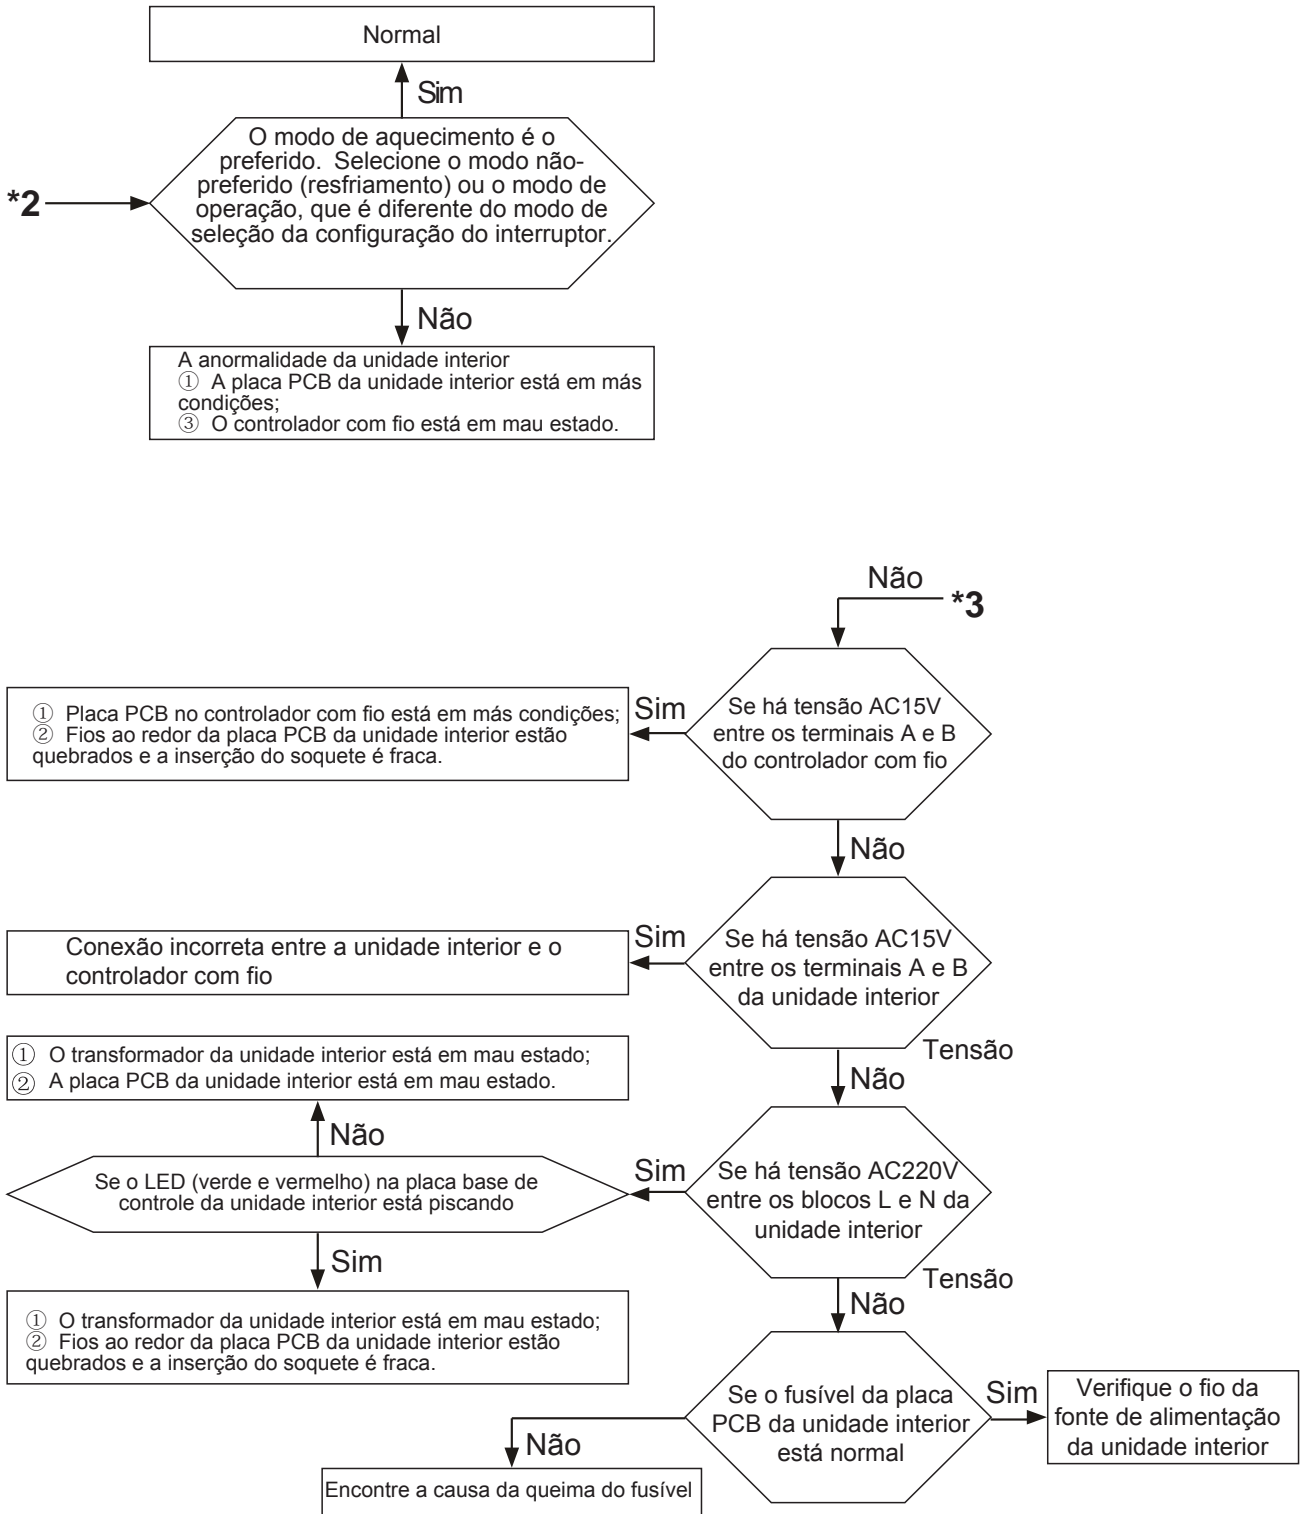 Normal
Sim
O modo de aquecimento é o
preferido. Selecione o modo não-
preferido (resfriamento) ou o modo de
operação, que é diferente do modo de
seleção da configuração do interruptor.
*2
Não
A anormalidade da unidade interior
① A placa PCB da unidade interior está em más
condições;
③ O controlador com fio está em mau estado.
Não
*3
Se há tensão AC15V
entre os terminais A e B
do controlador com fio
Sim
① Placa PCB no controlador com fio está em más condições;
② Fios ao redor da placa PCB da unidade interior estão
quebrados e a inserção do soquete é fraca.
Não
Se há tensão AC15V
entre os terminais A e B
da unidade interior
Sim
Conexão incorreta entre a unidade interior e o
controlador com fio
Tensão
Não
① O transformador da unidade interior está em mau estado;
② A placa PCB da unidade interior está em mau estado.
Não
Se há tensão AC220V
entre os blocos L e N da
unidade interior
Sim
Se o LED (verde e vermelho) na placa base de
controle da unidade interior está piscando
Sim
Tensão
Não
① O transformador da unidade interior está em mau estado;
② Fios ao redor da placa PCB da unidade interior estão
quebrados e a inserção do soquete é fraca.
Se o fusível da placa
PCB da unidade interior
está normal
Sim
Verifique o fio da
fonte de alimentação
da unidade interior
Não
Encontre a causa da queima do fusível